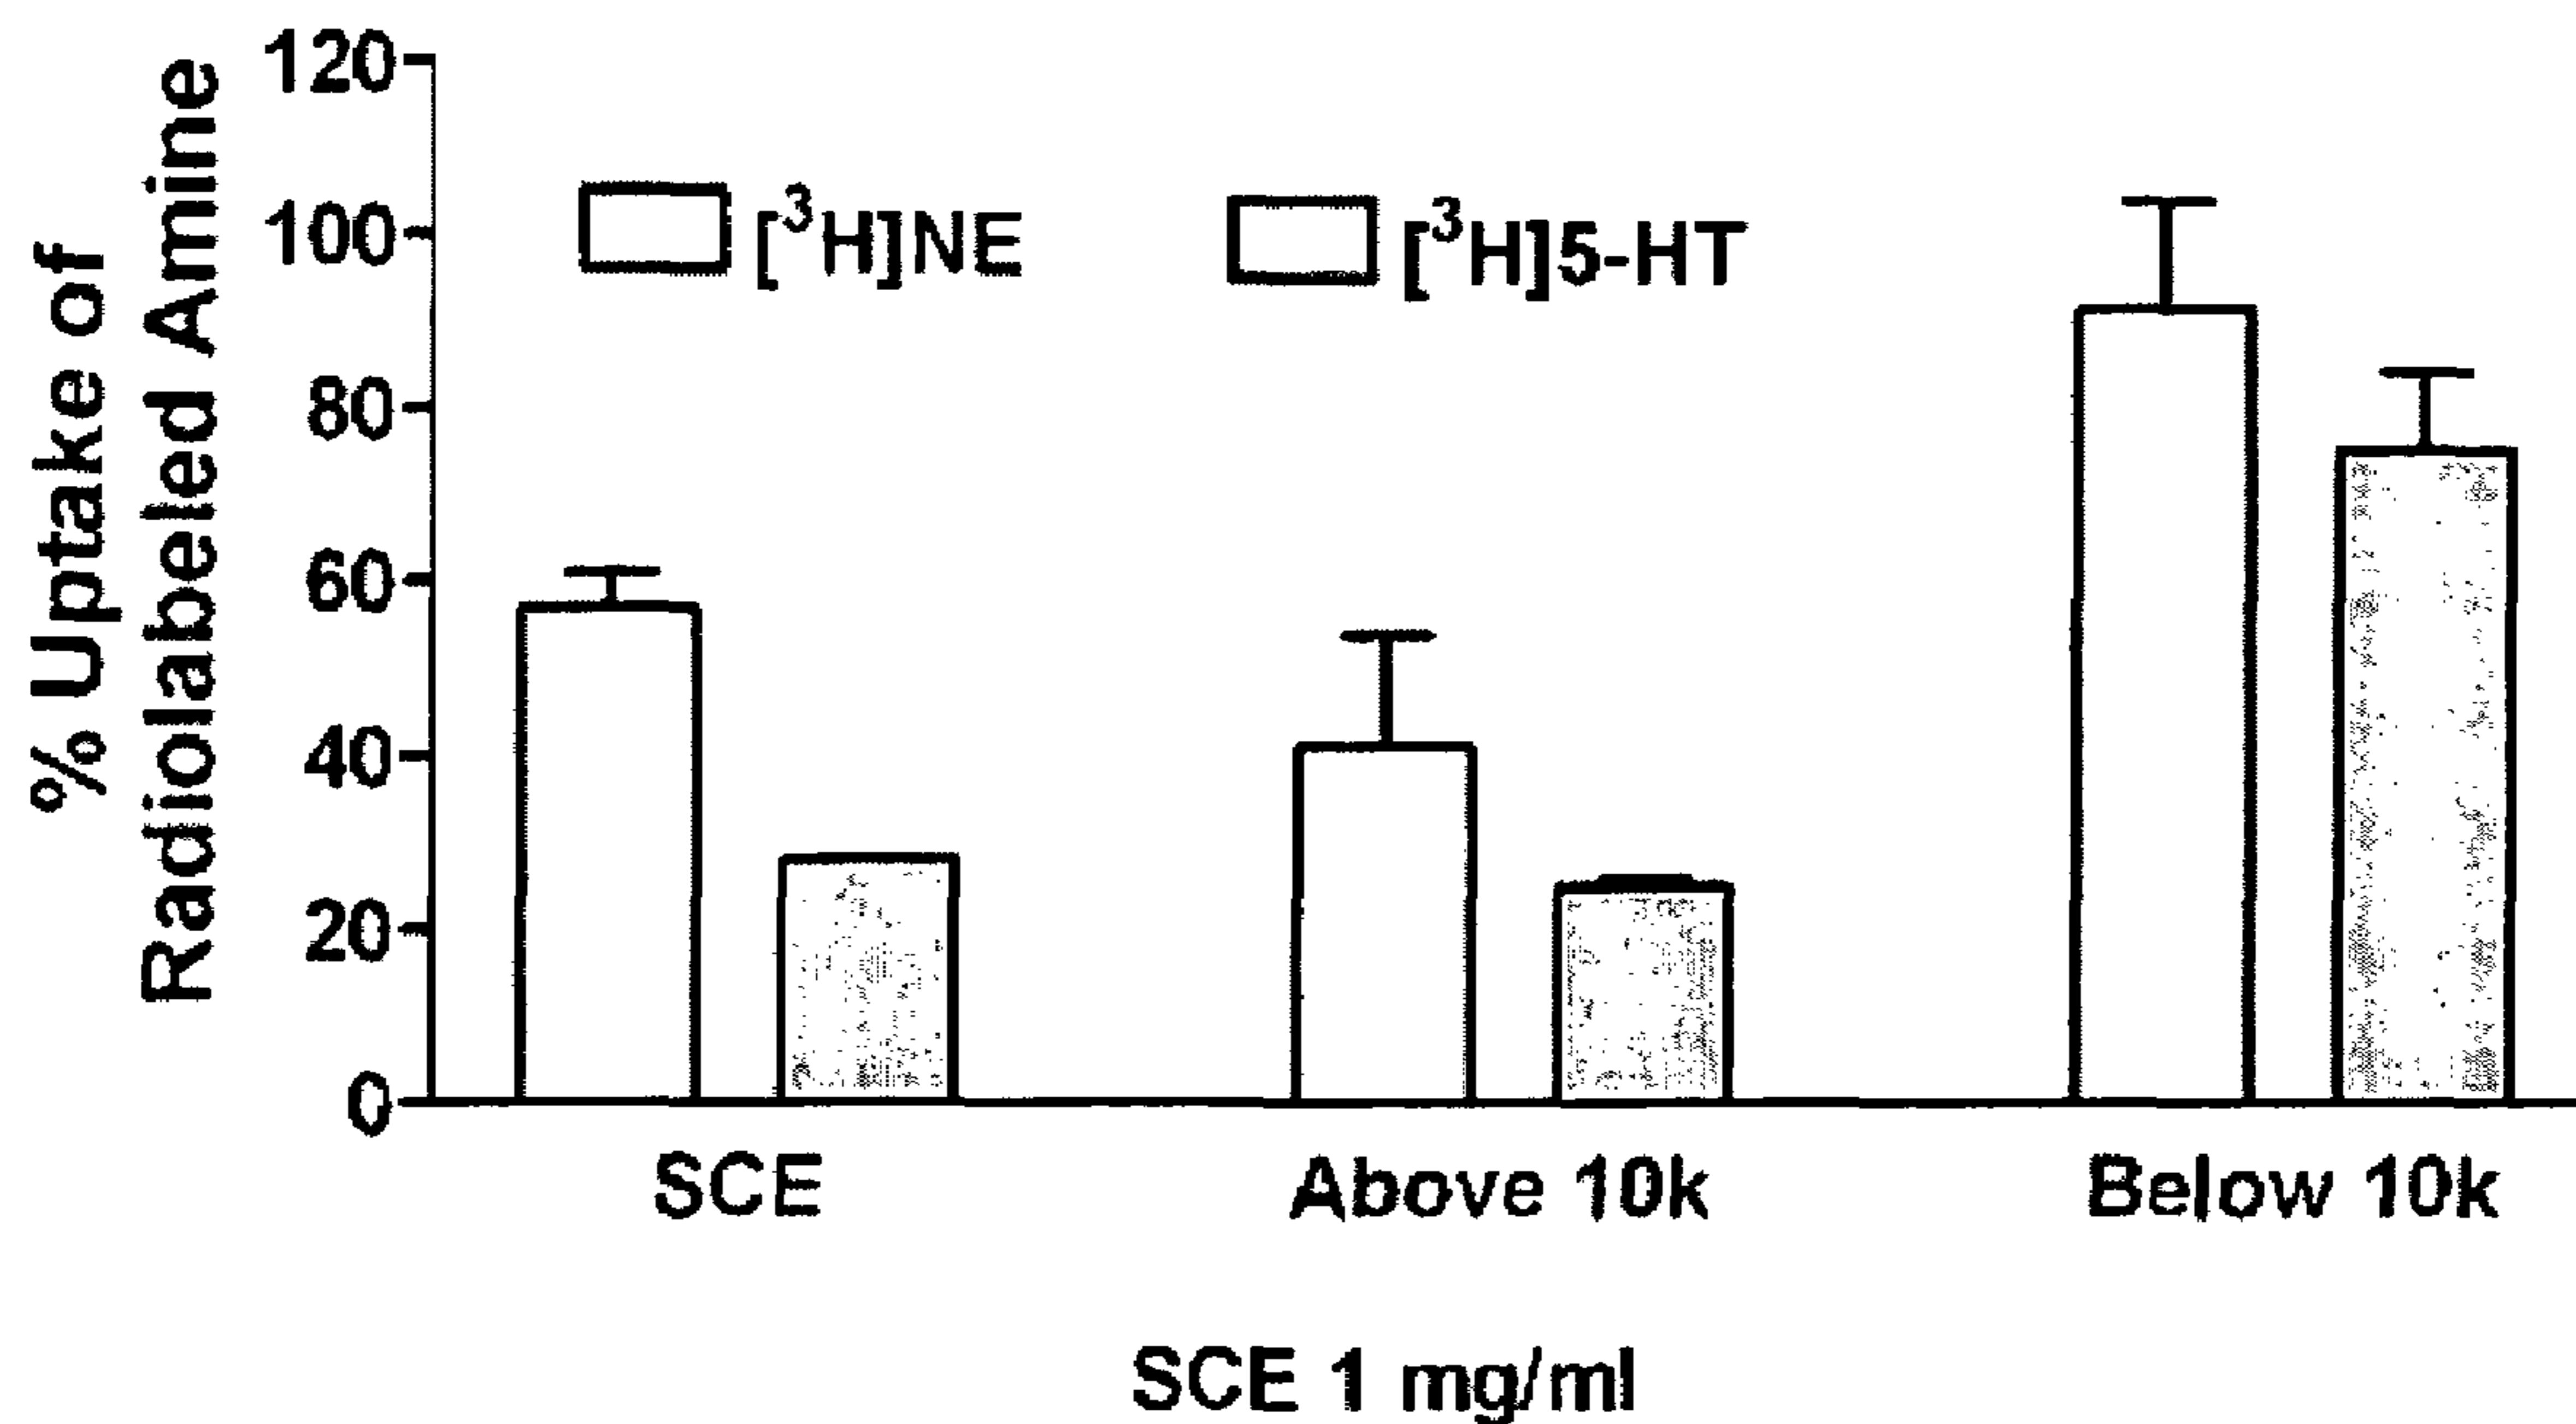 % Uptake of
Radiolabeled Amine
120
100
80
60
40
20
0
[³H]NE
[³H]5-HT
SCE
Above 10k
Below 10k
SCE 1 mg/ml